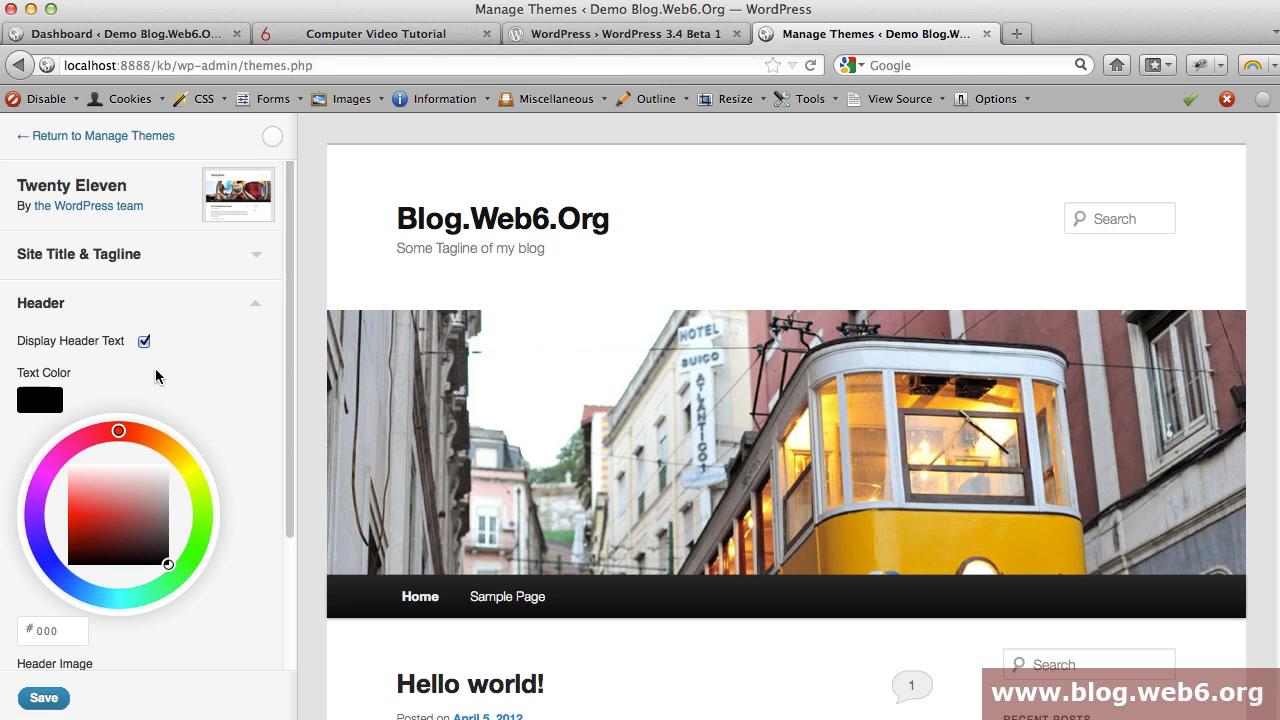 Manage Themes ‹ Demo Blog.Web6.Org — WordPress
Dashboard ‹ Demo Blog.Web6.O...
Computer Video Tutorial
WordPress › WordPress 3.4 Beta 1
Manage Themes ‹ Demo Blog.W...
localhost:8888/kb/wp-admin/themes.php
Google
Disable Cookies CSS Forms Images Information Miscellaneous Outline Resize Tools View Source Options
← Return to Manage Themes
Twenty Eleven
By the WordPress team
Site Title & Tagline
Header
Display Header Text
Text Color
# 000
Header Image
Save
Blog.Web6.Org
Some Tagline of my blog
Search
HOTEL
SUICO
ATLANTICO
Home Sample Page
Hello world!
1
Posted on April 5, 2012
Search
RECENT POSTS
www.blog.web6.org